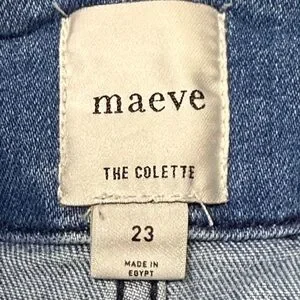 maeve
THE COLETTE
23
MADE IN
EGYPT